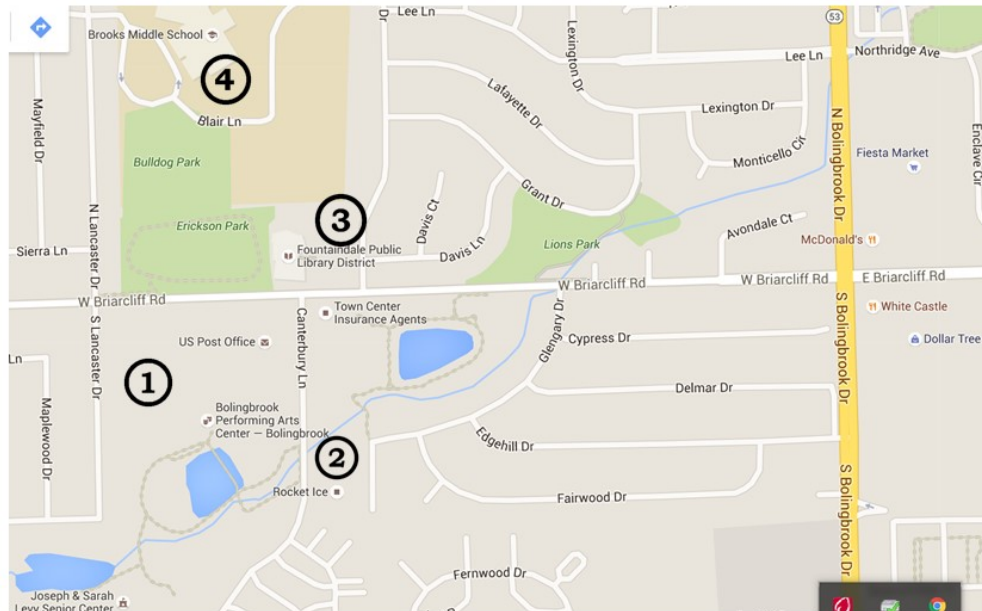 Lee Ln
53
Brooks Middle School
Dr
Lexington Dr
Lee Ln
Northridge Ave
4
Mayfield Dr
Lafayette Dr
Lexington Dr
Blair Ln
N Bolingbrook Dr
Enclave Cir
Monticello Cit
Fiesta Market
Bulldog Park
Grant Dr
N Lancaster Dr
3
Davis Ct
Erickson Park
Avondale Ct
Sierra Ln
Fountaindale Public
Library District
Davis Ln
Lions Park
McDonald's
W Briarcliff Rd
W Briarcliff Rd
W Briarcliff Rd
E Briarcliff Rd
S Lancaster Dr
Canterbury Ln
Town Center
Insurance Agents
Glengary Dr
S Bolingbrook Dr
White Castle
US Post Office
Cypress Dr
Dollar Tree
Ln
1
Maplewood Dr
Delmar Dr
Bolingbrook
Performing Arts
Center — Bolingbrook
Edgehill Dr
2
Rocket Ice
Fairwood Dr
S Bolingbrook Dr
Fernwood Dr
Joseph & Sarah
Levy Senior Center